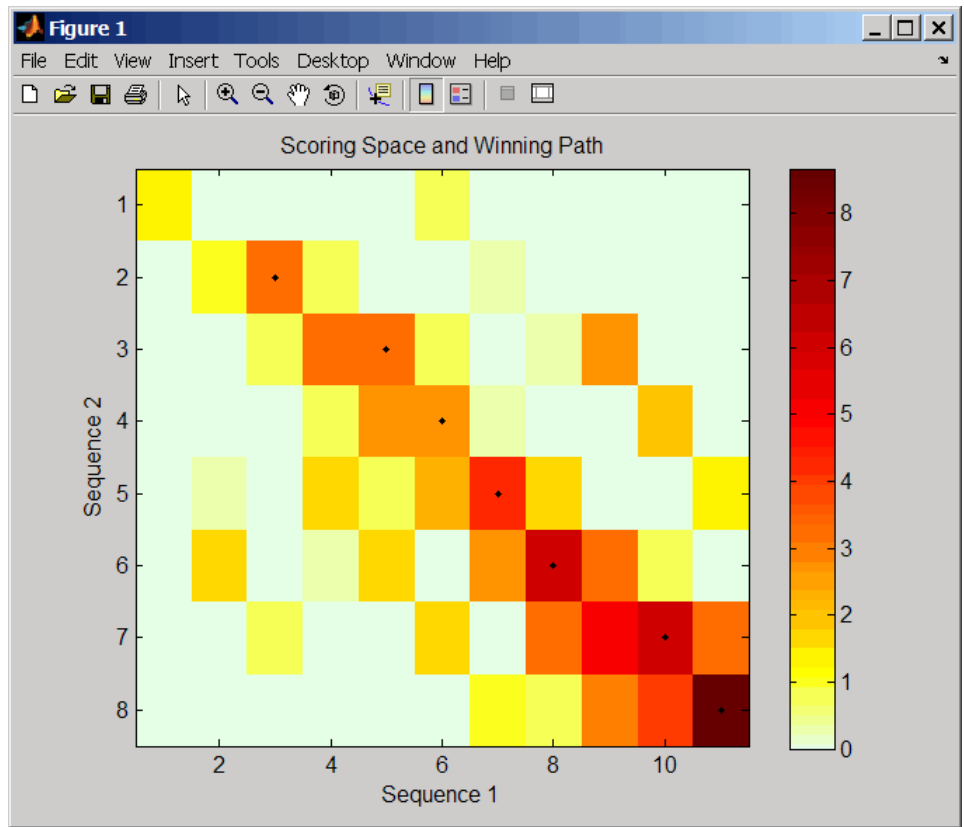 Figure 1
File Edit View Insert Tools Desktop Window Help
Scoring Space and Winning Path
1
2
3
4
5
6
7
8
Sequence 2
2 4 6 8 10
Sequence 1
8
7
6
5
4
3
2
1
0